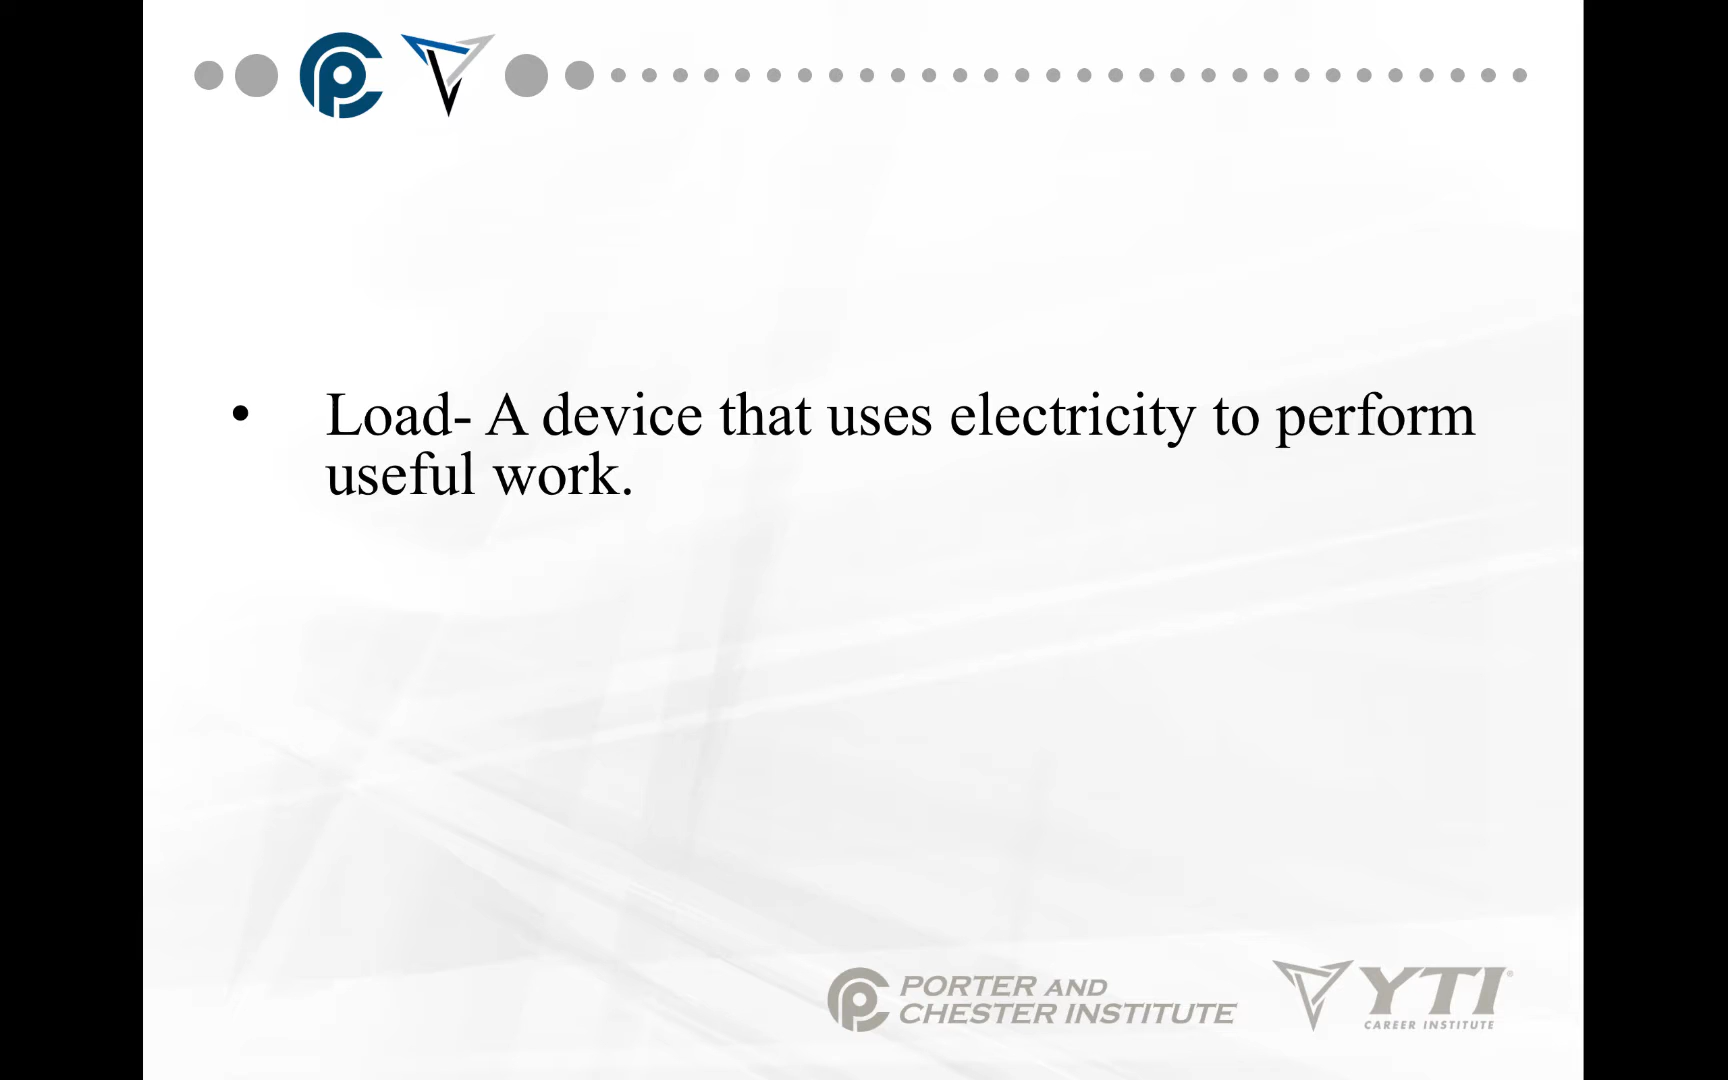 • Load- A device that uses electricity to perform
useful work.
PORTER AND
CHESTER INSTITUTE
YTI
CAREER INSTITUTE